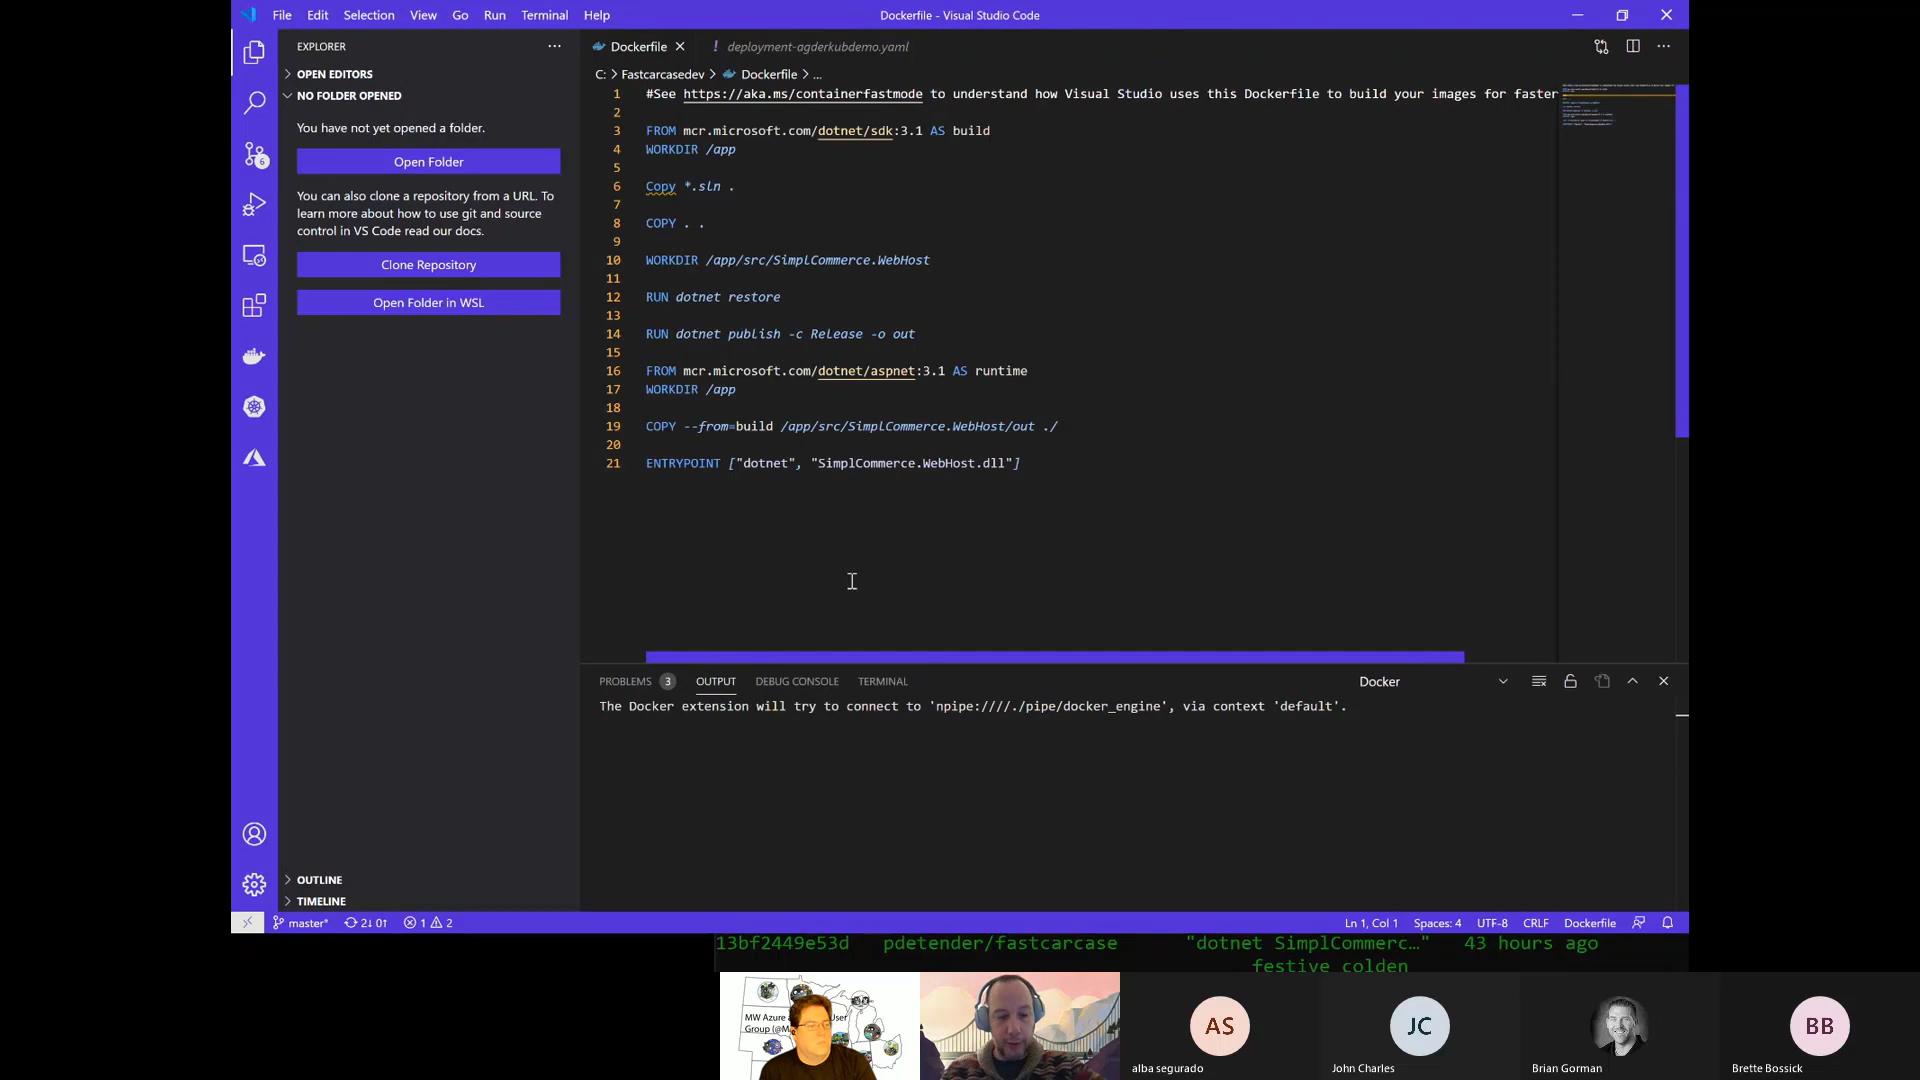 File Edit Selection View Go Run Terminal Help
Dockerfile - Visual Studio Code
EXPLORER
OPEN EDITORS
NO FOLDER OPENED
You have not yet opened a folder.
Open Folder
You can also clone a repository from a URL. To
learn more about how to use git and source
control in VS Code read our docs.
Clone Repository
Open Folder in WSL
OUTLINE
TIMELINE
6
Dockerfile
! deployment-agderkubdemo.yaml
C: > Fastcarcasedev > Dockerfile > ...
1 #See https://aka.ms/containerfastmode to understand how Visual Studio uses this Dockerfile to build your images for faster
2
3 FROM mcr.microsoft.com/dotnet/sdk:3.1 AS build
4 WORKDIR /app
5
6 Copy *.sln .
7
8 COPY . .
9
10 WORKDIR /app/src/SimplCommerce.WebHost
11
12 RUN dotnet restore
13
14 RUN dotnet publish -c Release -o out
15
16 FROM mcr.microsoft.com/dotnet/aspnet:3.1 AS runtime
17 WORKDIR /app
18
19 COPY --from=build /app/src/SimplCommerce.WebHost/out ./
20
21 ENTRYPOINT ["dotnet", "SimplCommerce.WebHost.dll"]
PROBLEMS 3 OUTPUT DEBUG CONSOLE TERMINAL
Docker
The Docker extension will try to connect to 'npipe:////./pipe/docker_engine', via context 'default'.
master* 2↓ 0↑ 1 2
Ln 1, Col 1 Spaces: 4 UTF-8 CRLF Dockerfile
13bf2449e53d pdetender/fastcarcase "dotnet SimplCommerc…" 43 hours ago
festive colden
MW Azure
User
Group (@M
AS
JC
BB
alba segurado
John Charles
Brian Gorman
Brette Bossick